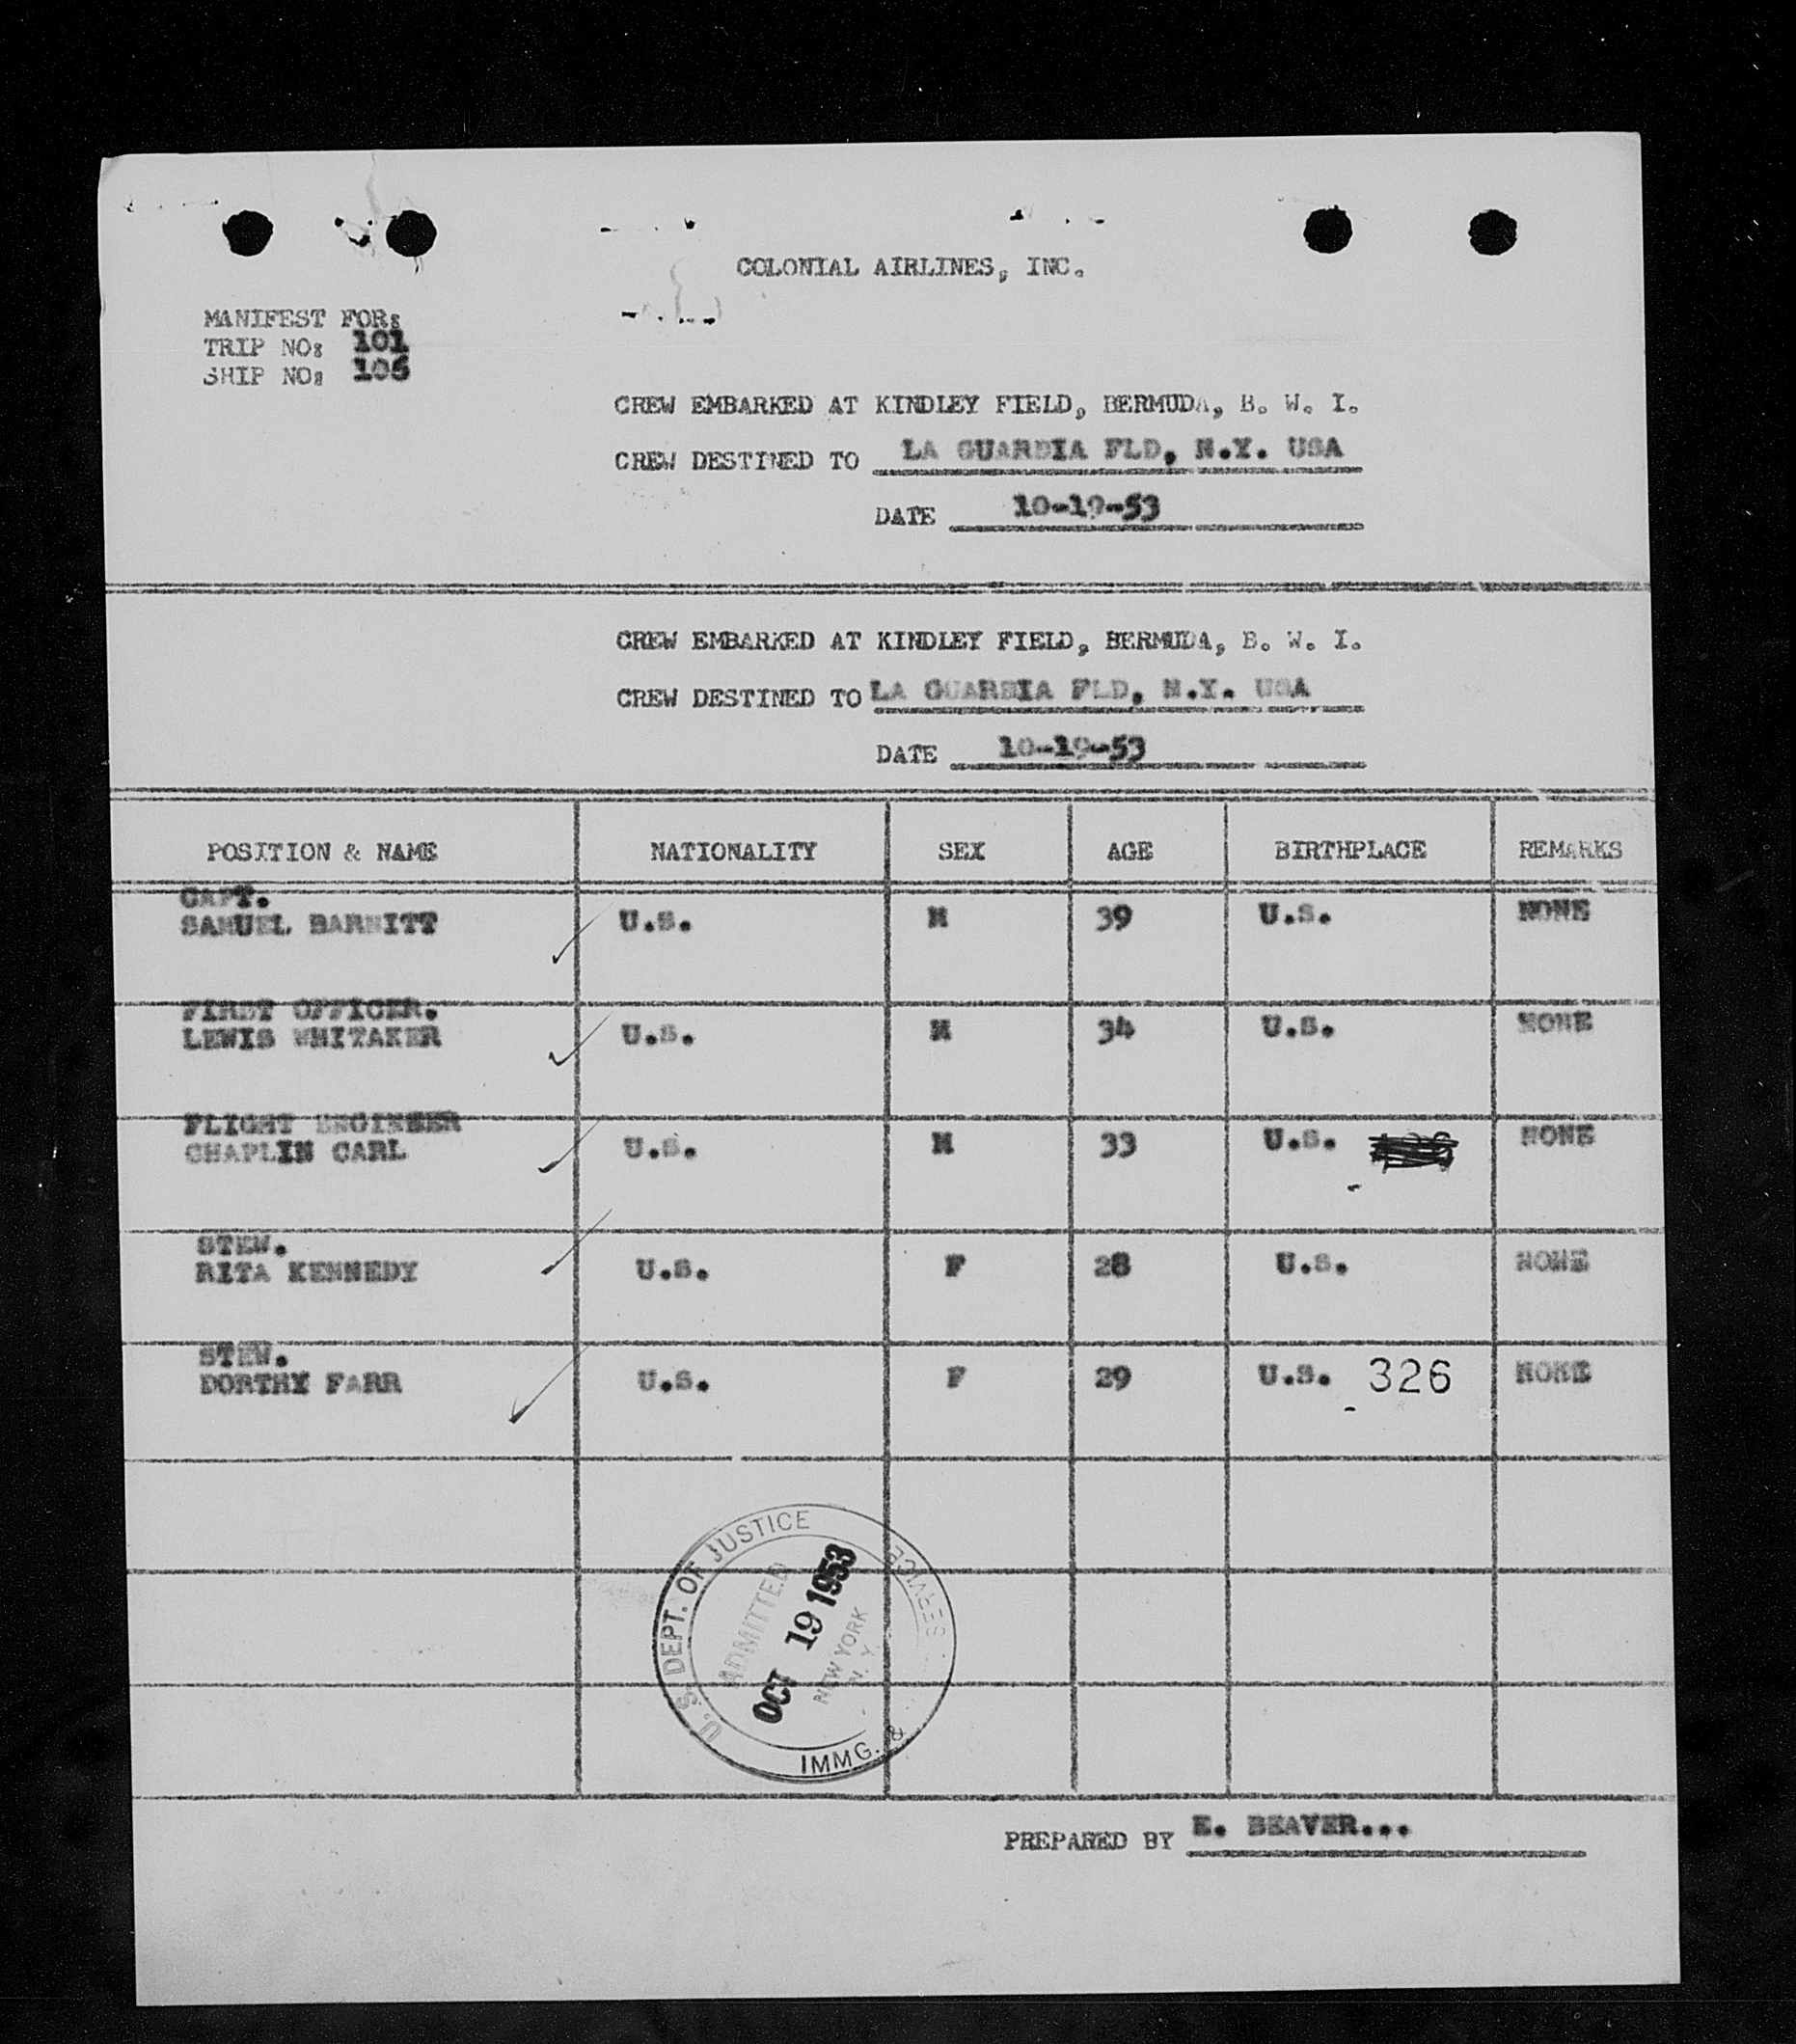 COLONIAL AIRLINES, INC.
MANIFEST FOR:
TRIP NO: 101
SHIP NO: 106
CREW EMBARKED AT KINDLEY FIELD, BERMUDA, B. W. I.
CREW DESTINED TO LA GUARDIA FLD, N.Y. USA
DATE 10-19-53
CREW EMBARKED AT KINDLEY FIELD, BERMUDA, B. W. I.
CREW DESTINED TO LA GUARDIA FLD, N.Y. USA
DATE 10-19-53
POSITION & NAME NATIONALITY SEX AGE BIRTHPLACE REMARKS
CAPT.
SAMUEL BARNITT U.S. M 39 U.S. NONE
FIRST OFFICER.
LEWIS WHITAKER U.S. M 34 U.S. NONE
FLIGHT ENGINEER
CHAPLIN CARL U.S. M 33 U.S. NONE
STEW.
RITA KENNEDY U.S. F 28 U.S. NONE
STEW.
DORTHY FARR U.S. F 29 U.S. 326 NONE
U. S. DEPT. OF JUSTICE
IMMG. & SERVICE
ADMITTED
OCT 19 1953
NEW YORK
N. Y.
PREPARED BY E. BEAVER...